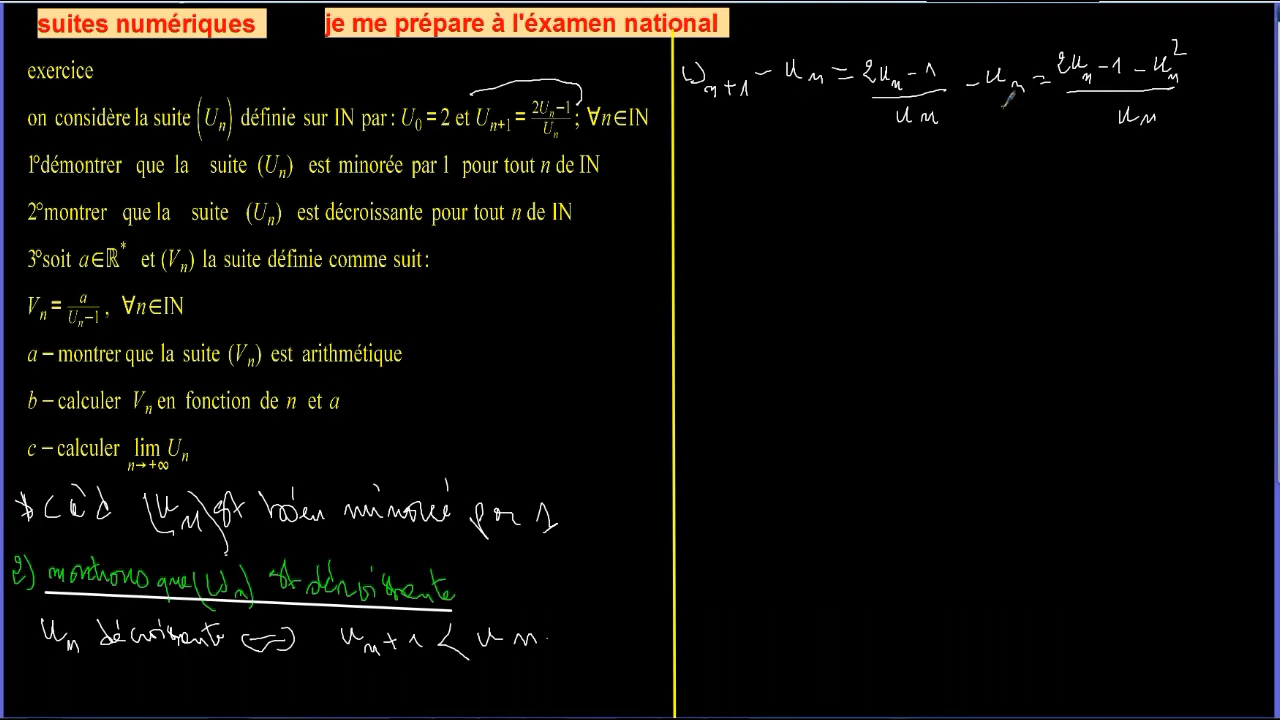 suites numériques je me prépare à l'éxamen national
exercice
on considère la suite (Uₙ) définie sur IN par : U₀ = 2 et Uₙ₊₁ = (2Uₙ−1)/Uₙ ; ∀n∈IN
1°démontrer que la suite (Uₙ) est minorée par 1 pour tout n de IN
2°montrer que la suite (Uₙ) est décroissante pour tout n de IN
3°soit a∈ℝ* et (Vₙ) la suite définie comme suit :
Vₙ = a/(Uₙ−1) , ∀n∈IN
a − montrer que la suite (Vₙ) est arithmétique
b − calculer Vₙ en fonction de n et a
c − calculer lim Uₙ
n→+∞
càd (uₙ) est bien minorée par 1
2) montrons que (Uₙ) est décroissante
uₙ décroissante ⟺ uₙ₊₁ < uₙ.
Uₙ₊₁ − uₙ = (2uₙ − 1)/uₙ − uₙ = (2uₙ − 1 − uₙ²)/uₙ